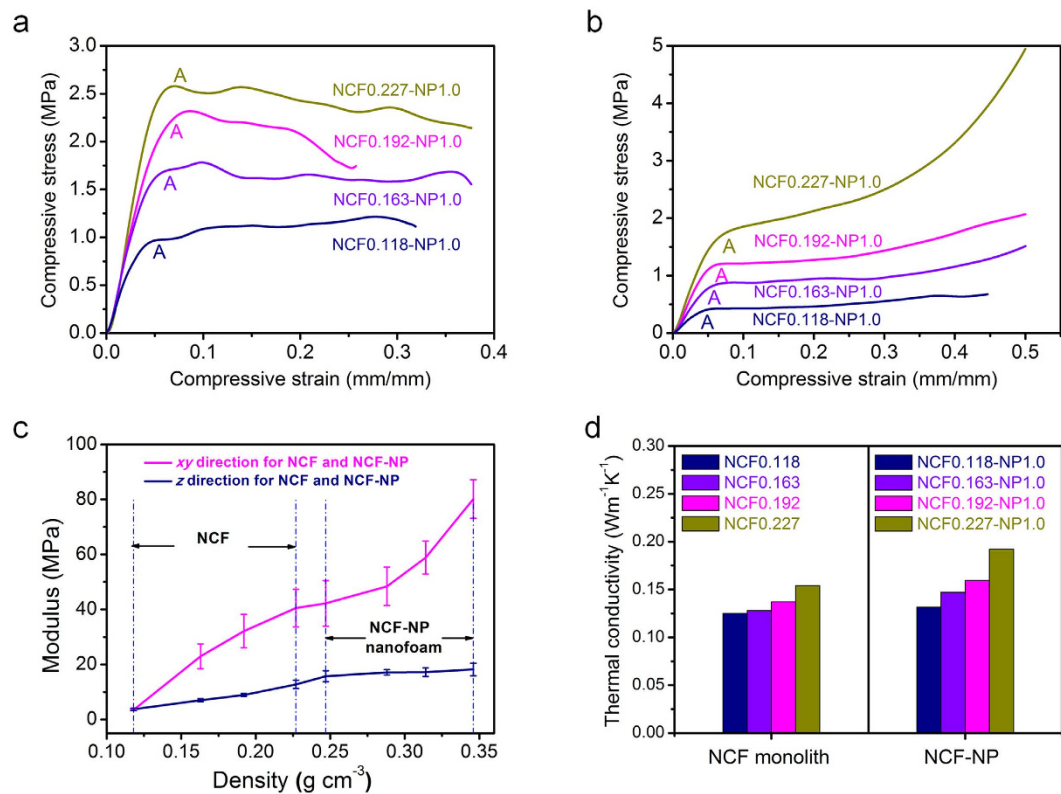 a
3.0
2.5
2.0
1.5
1.0
0.5
0.0
Compressive stress (MPa)
A
NCF0.227-NP1.0
A
NCF0.192-NP1.0
A
NCF0.163-NP1.0
A
NCF0.118-NP1.0
0.0 0.1 0.2 0.3 0.4
Compressive strain (mm/mm)
b
5
4
3
2
1
0
Compressive stress (MPa)
NCF0.227-NP1.0
A
NCF0.192-NP1.0
A
NCF0.163-NP1.0
A
NCF0.118-NP1.0
A
0.0 0.1 0.2 0.3 0.4 0.5
Compressive strain (mm/mm)
c
100
80
60
40
20
0
Modulus (MPa)
xy direction for NCF and NCF-NP
z direction for NCF and NCF-NP
NCF
NCF-NP
nanofoam
0.10 0.15 0.20 0.25 0.30 0.35
Density (g cm⁻³)
d
0.30
0.25
0.20
0.15
0.10
0.05
0.00
Thermal conductivity (Wm⁻¹K⁻¹)
NCF0.118
NCF0.163
NCF0.192
NCF0.227
NCF0.118-NP1.0
NCF0.163-NP1.0
NCF0.192-NP1.0
NCF0.227-NP1.0
NCF monolith
NCF-NP